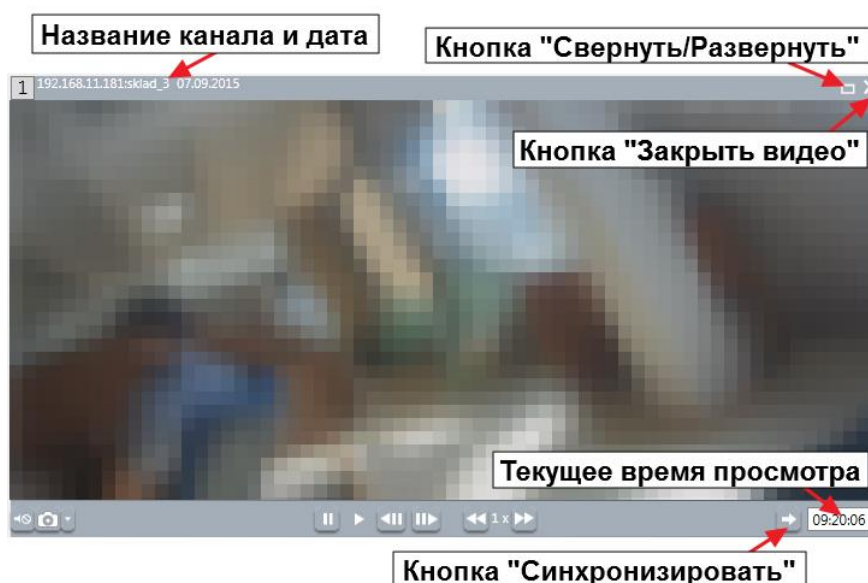 Название канала и дата
Кнопка "Свернуть/Развернуть"
1 192.168.11.181:sklad_3 07.09.2015
Кнопка "Закрыть видео"
Текущее время просмотра
1 x
09:20:06
Кнопка "Синхронизировать"